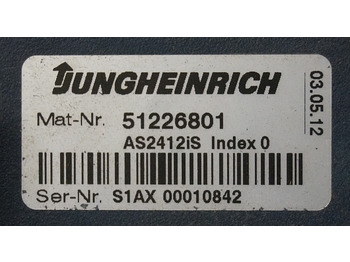 JUNGHEINRICH
Mat-Nr. 51226801
AS2412iS Index 0
Ser-Nr. S1AX 00010842
03.05.12